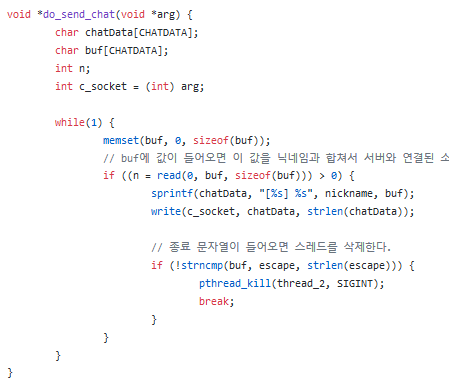 void *do_send_chat(void *arg) {
char chatData[CHATDATA];
char buf[CHATDATA];
int n;
int c_socket = (int) arg;
while(1) {
memset(buf, 0, sizeof(buf));
// buf에 값이 들어오면 이 값을 닉네임과 합쳐서 서버와 연결된 소
if ((n = read(0, buf, sizeof(buf))) > 0) {
sprintf(chatData, "[%s] %s", nickname, buf);
write(c_socket, chatData, strlen(chatData));
// 종료 문자열이 들어오면 스레드를 삭제한다.
if (!strncmp(buf, escape, strlen(escape))) {
pthread_kill(thread_2, SIGINT);
break;
}
}
}
}